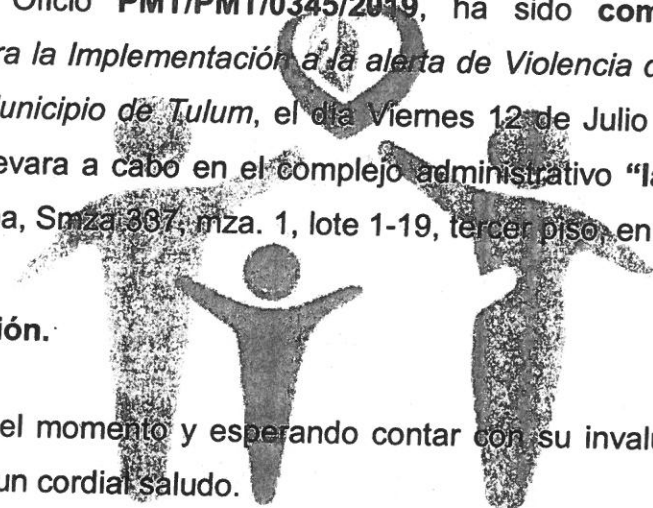 Oficio PMT/PMT/0345/2019, ha sido com
ra la Implementación a la alerta de Violencia d
Municipio de Tulum, el día Viernes 12 de Julio
evara a cabo en el complejo administrativo "la
a, Smza 337, mza. 1, lote 1-19, tercer piso, en
ión.
el momento y esperando contar con su invalu
un cordial saludo.